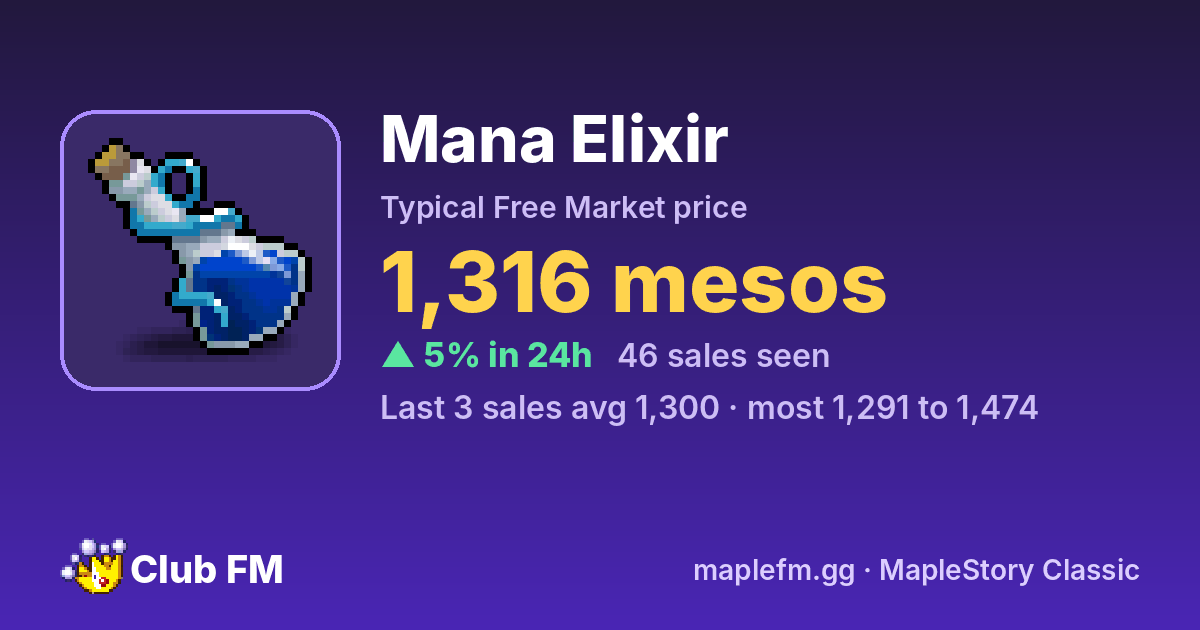 Mana Elixir
Typical Free Market price
1,316 mesos
▲ 5% in 24h 46 sales seen
Last 3 sales avg 1,300 · most 1,291 to 1,474
Club FM
maplefm.gg · MapleStory Classic